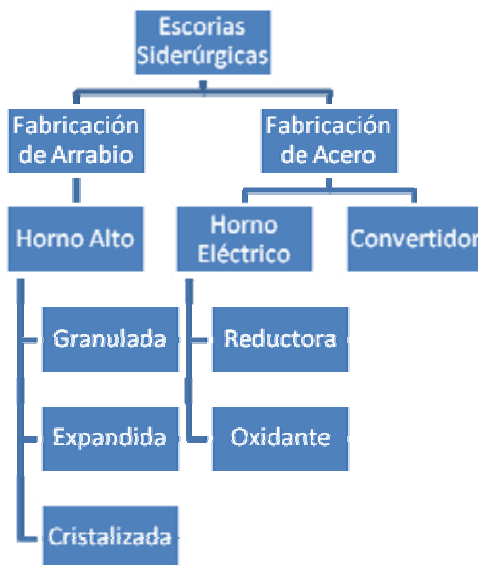 Escorias
Siderúrgicas
Fabricación
de Arrabio
Fabricación
de Acero
Horno Alto
Horno
Eléctrico
Convertidor
Granulada
Reductora
Expandida
Oxidante
Cristalizada